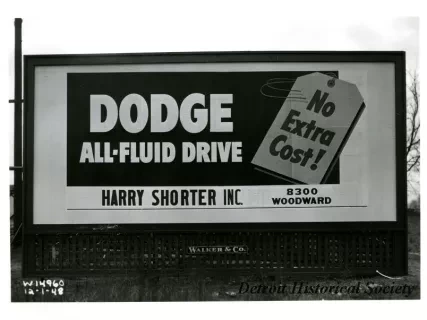 DODGE
ALL-FLUID DRIVE
No
Extra
Cost!
HARRY SHORTER INC.
8300
WOODWARD
WALKER & CO.
W14960
12-1-48
Detroit Historical Society